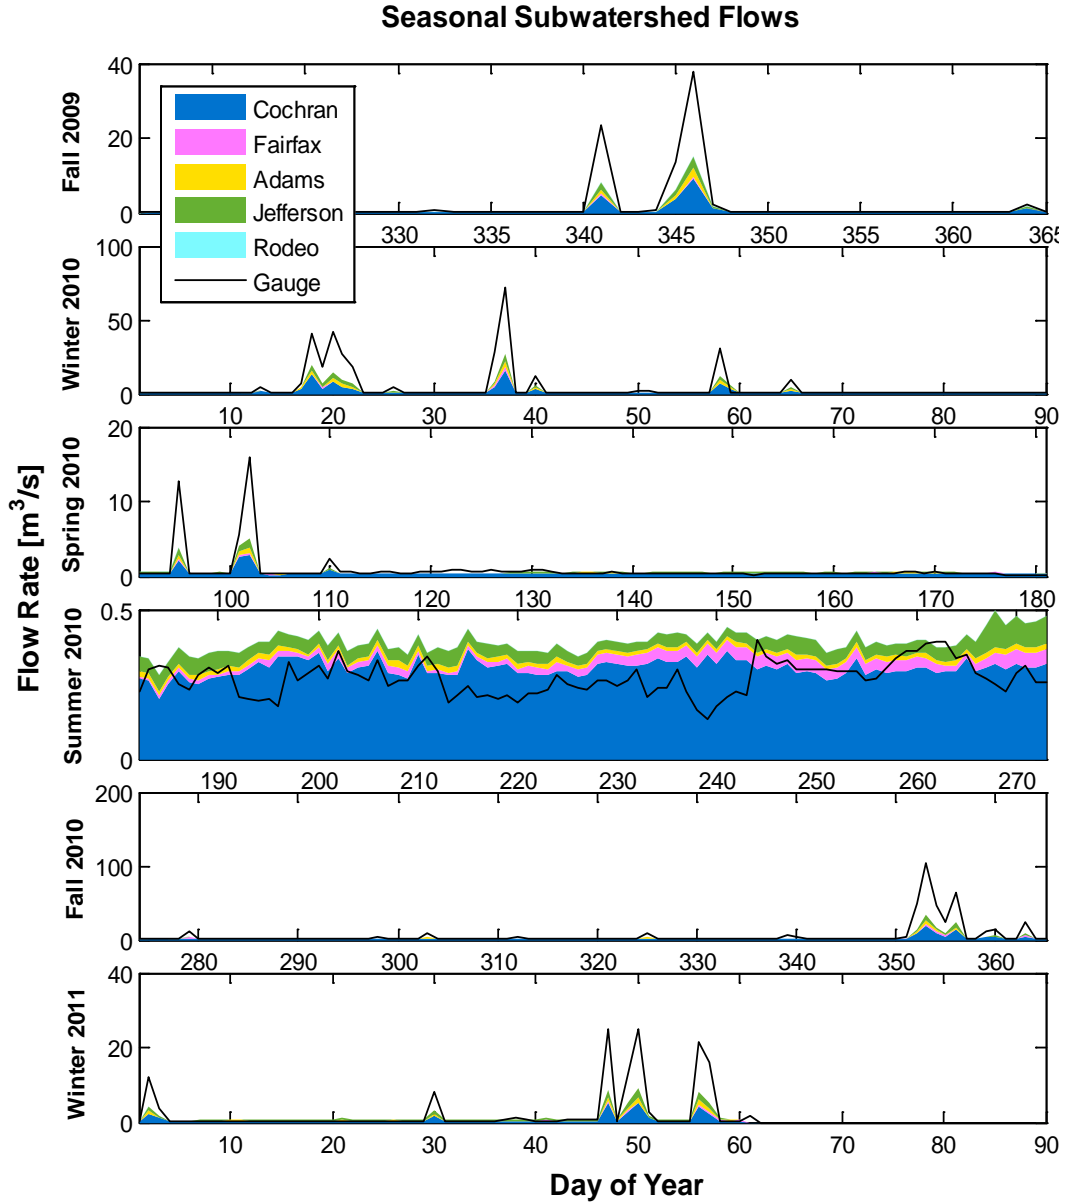 Seasonal Subwatershed Flows
Flow Rate [m³/s]
Fall 2009
40
20
0
Cochran
Fairfax
Adams
Jefferson
Rodeo
Gauge
330 335 340 345 350 355 360 365
Winter 2010
100
50
0
10 20 30 40 50 60 70 80 90
Spring 2010
20
10
0
100 110 120 130 140 150 160 170 180
Summer 2010
0.5
0
190 200 210 220 230 240 250 260 270
Fall 2010
200
100
0
280 290 300 310 320 330 340 350 360
Winter 2011
40
20
0
10 20 30 40 50 60 70 80 90
Day of Year